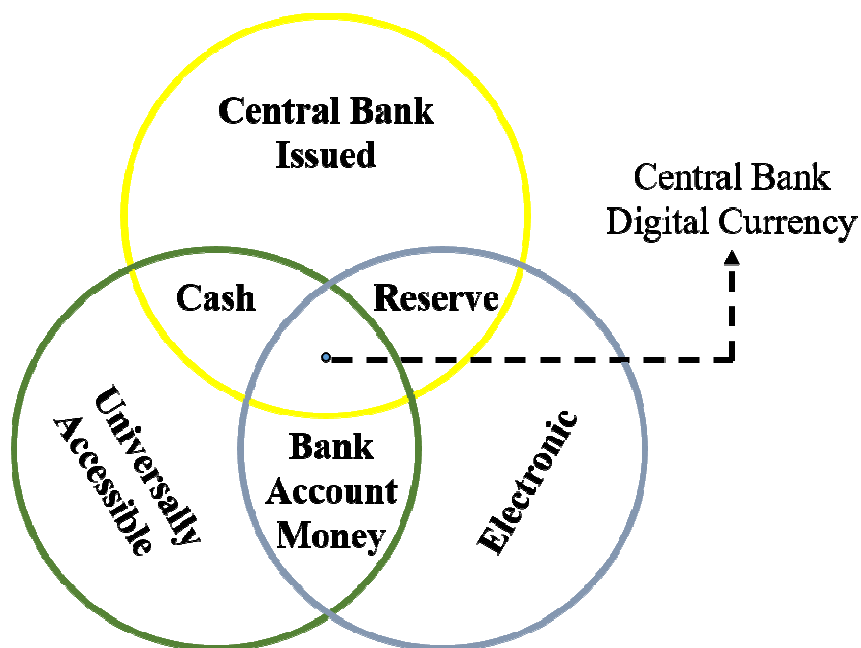 Central Bank
Issued
Central Bank
Digital Currency
Cash
Reserve
Universally
Accessible
Bank
Account
Money
Electronic